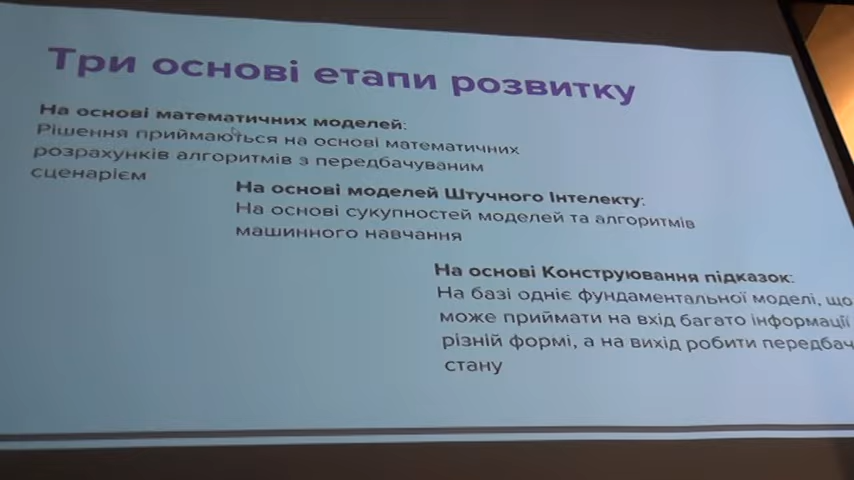 Три основі етапи розвитку
На основі математичних моделей:
Рішення приймаються на основі математичних
розрахунків алгоритмів з передбачуваним
сценарієм
На основі моделей Штучного Інтелекту:
На основі сукупностей моделей та алгоритмів
машинного навчання
На основі Конструювання підказок:
На базі одніє фундаментальної моделі, що
може приймати на вхід багато інформації
різній формі, а на вихід робити передбач
стану